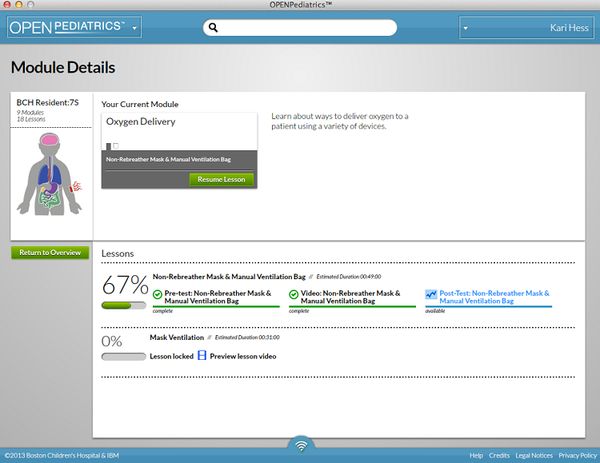 OPENPediatrics™
OPENPEDIATRICS™
Kari Hess
Module Details
BCH Resident:7S
9 Modules
18 Lessons
Your Current Module
Oxygen Delivery
Non-Rebreather Mask & Manual Ventilation Bag
Resume Lesson
Learn about ways to deliver oxygen to a
patient using a variety of devices.
Return to Overview
Lessons
67%
Non-Rebreather Mask & Manual Ventilation Bag // Estimated Duration 00:49:00
Pre-test: Non-Rebreather Mask &
Manual Ventilation Bag
complete
Video: Non-Rebreather Mask &
Manual Ventilation Bag
complete
Post-Test: Non-Rebreather Mask &
Manual Ventilation Bag
available
0%
Mask Ventilation // Estimated Duration 00:31:00
Lesson locked Preview lesson video
©2013 Boston Children's Hospital & IBM
Help Credits Legal Notices Privacy Policy